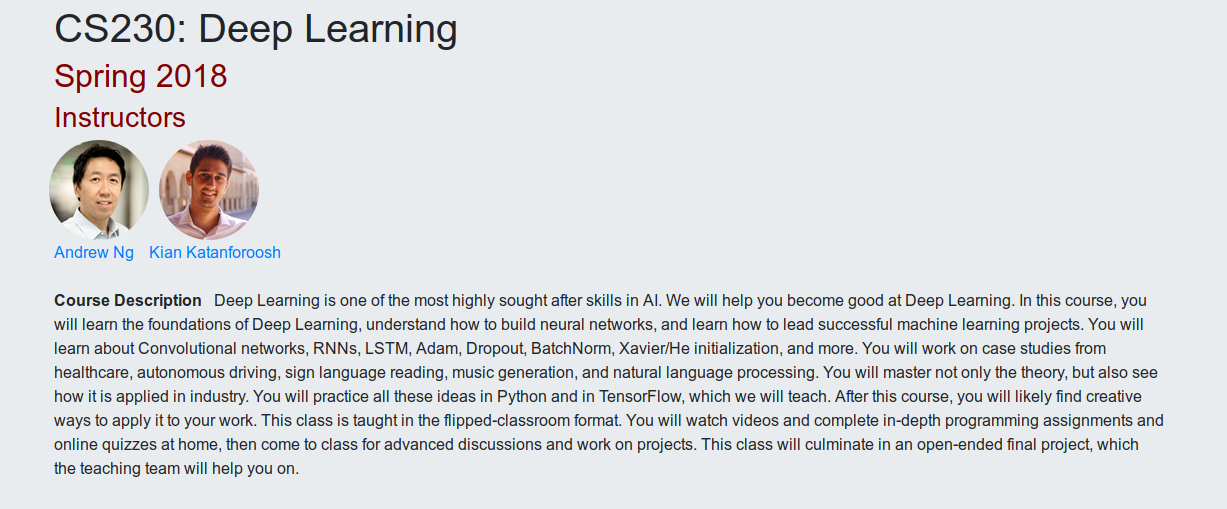 CS230: Deep Learning
Spring 2018
Instructors
Andrew Ng Kian Katanforoosh
Course Description Deep Learning is one of the most highly sought after skills in AI. We will help you become good at Deep Learning. In this course, you
will learn the foundations of Deep Learning, understand how to build neural networks, and learn how to lead successful machine learning projects. You will
learn about Convolutional networks, RNNs, LSTM, Adam, Dropout, BatchNorm, Xavier/He initialization, and more. You will work on case studies from
healthcare, autonomous driving, sign language reading, music generation, and natural language processing. You will master not only the theory, but also see
how it is applied in industry. You will practice all these ideas in Python and in TensorFlow, which we will teach. After this course, you will likely find creative
ways to apply it to your work. This class is taught in the flipped-classroom format. You will watch videos and complete in-depth programming assignments and
online quizzes at home, then come to class for advanced discussions and work on projects. This class will culminate in an open-ended final project, which
the teaching team will help you on.